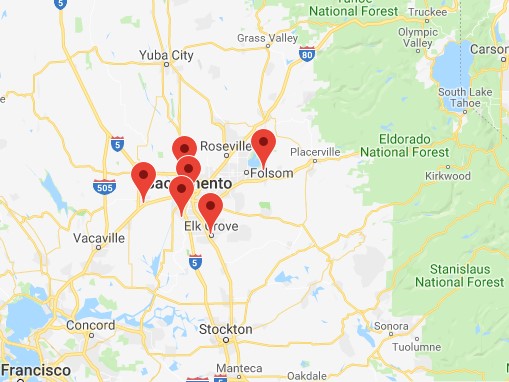 Tahoe
National Forest
Truckee
Grass Valley
Olympic
Valley
Carson
Yuba City
5
80
South Lake
Tahoe
5
Roseville
Placerville
Eldorado
National Forest
Folsom
Kirkwood
505
Sacramento
Elk Grove
Vacaville
5
Stanislaus
National Forest
Concord
Stockton
Sonora
Tuolumne
Francisco
Manteca
Oakdale